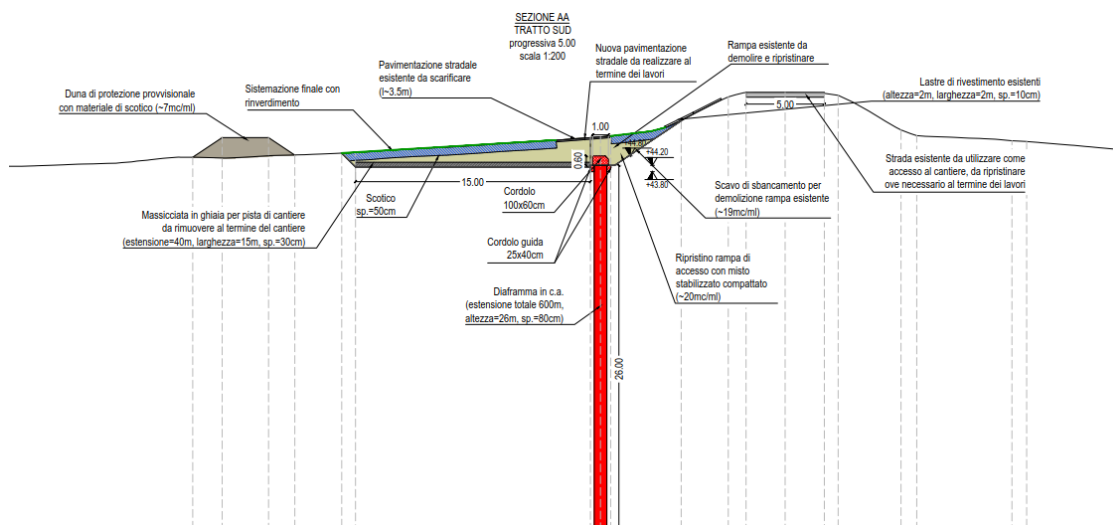 SEZIONE AA
TRATTO SUD
progressiva 5.00
scala 1:200
Duna di protezione provvisionale
con materiale di scotico (~7mc/ml)
Sistemazione finale con
rinverdimento
Pavimentazione stradale
esistente da scarificare
(l~3.5m)
Nuova pavimentazione
stradale da realizzare al
termine dei lavori
Rampa esistente da
demolire e ripristinare
Lastre di rivestimento esistenti
(altezza=2m, larghezza=2m, sp.=10cm)
5.00
1.00
0.60
+44.80
+44.20
+43.80
15.00
Strada esistente da utilizzare come
accesso al cantiere, da ripristinare
ove necessario al termine dei lavori
Scavo di sbancamento per
demolizione rampa esistente
(~19mc/ml)
Scotico
sp.=50cm
Cordolo
100x60cm
Massicciata in ghiaia per pista di cantiere
da rimuovere al termine del cantiere
(estensione=40m, larghezza=15m, sp.=30cm)
Cordolo guida
25x40cm
Ripristino rampa di
accesso con misto
stabilizzato compattato
(~20mc/ml)
Diaframma in c.a.
(estensione totale 600m,
altezza=26m, sp.=80cm)
26.00